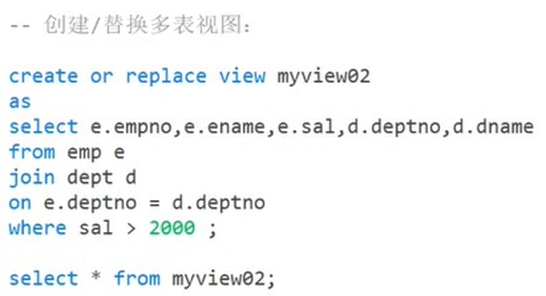 -- 创建/替换多表视图：
create or replace view myview02
as
select e.empno,e.ename,e.sal,d.deptno,d.dname
from emp e
join dept d
on e.deptno = d.deptno
where sal > 2000 ;
select * from myview02;